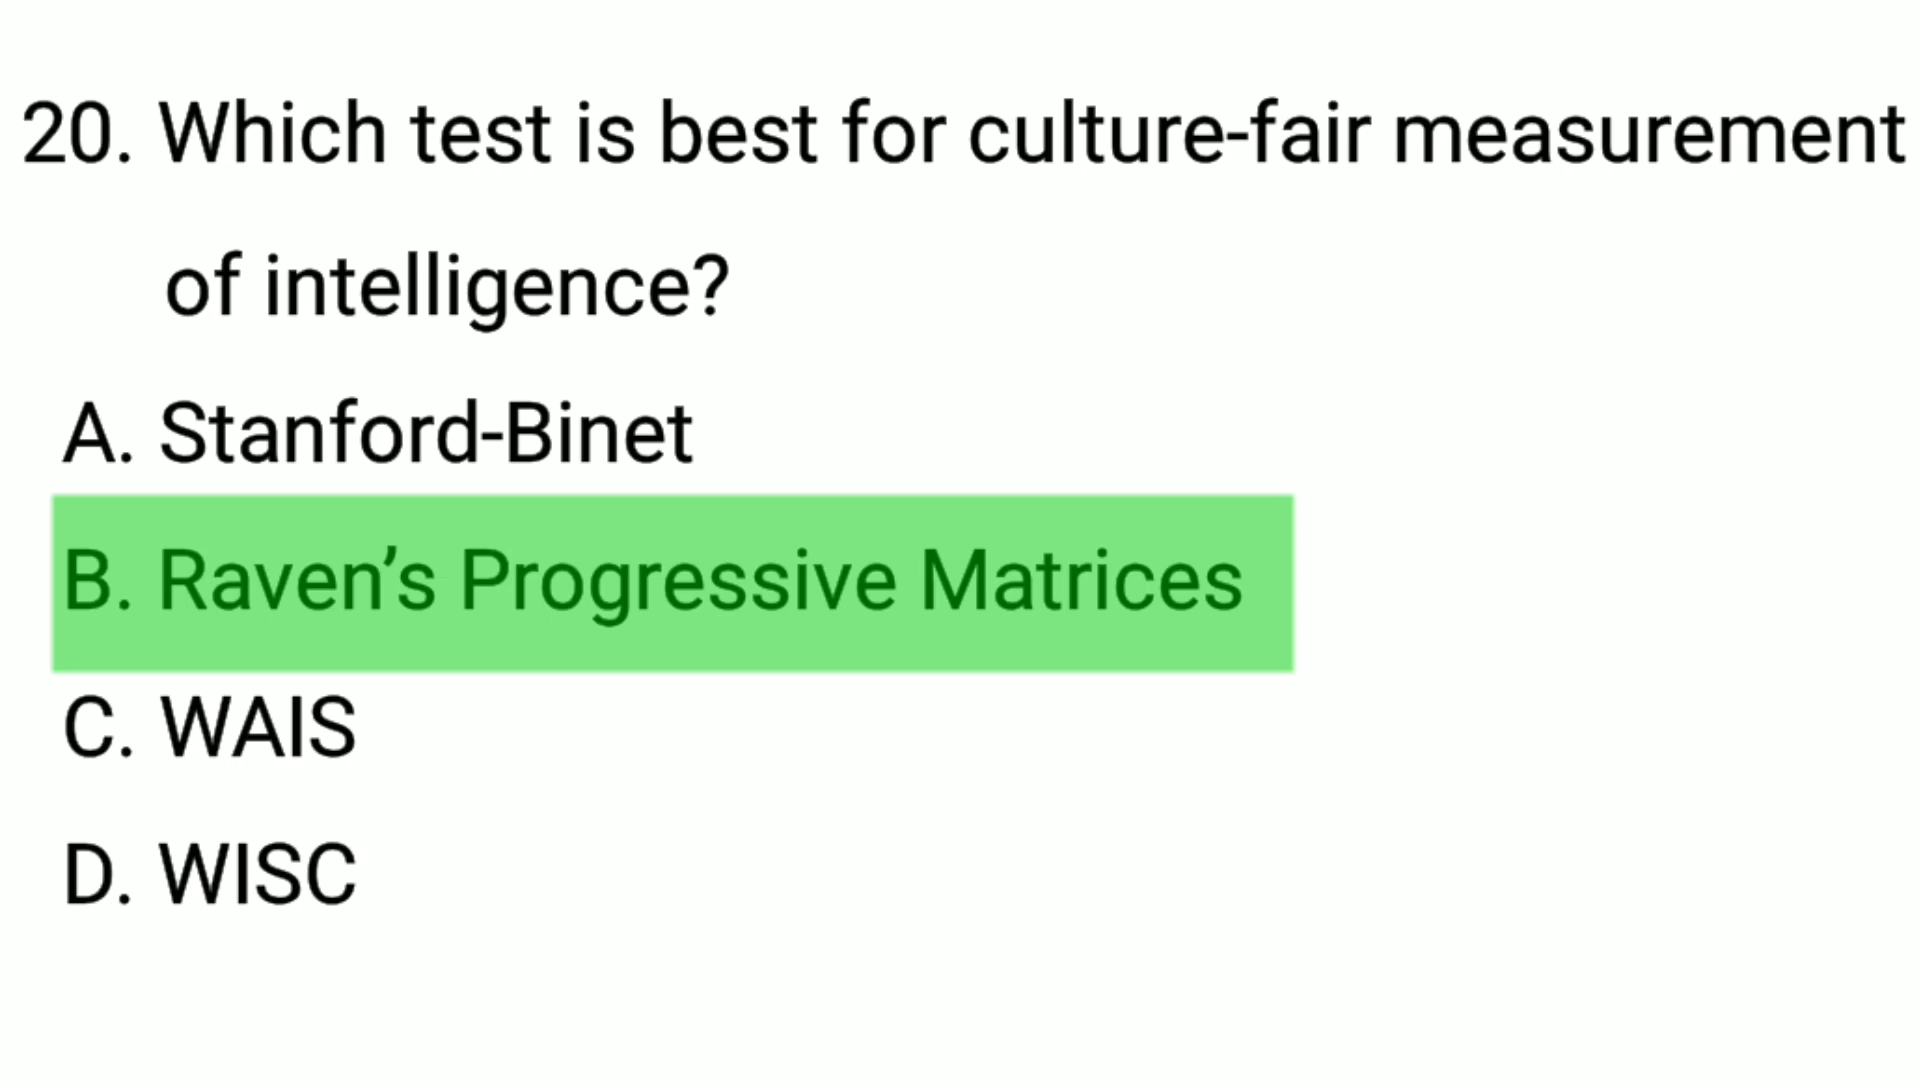 20. Which test is best for culture-fair measurement
of intelligence?
A. Stanford-Binet
B. Raven’s Progressive Matrices
C. WAIS
D. WISC